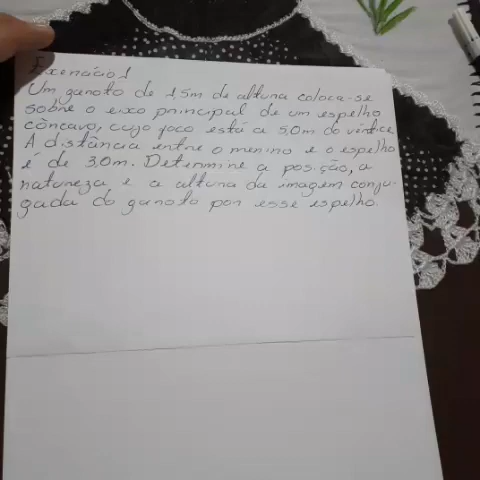 Exercício 1
Um garoto de 1,5m de altura coloca-se
sobre o eixo principal de um espelho
côncavo, cujo foco está a 5,0m do vértice.
A distância entre o menino e o espelho
é de 3,0m. Determine a posição, a
natureza e a altura da imagem conju-
gada do garoto por esse espelho.